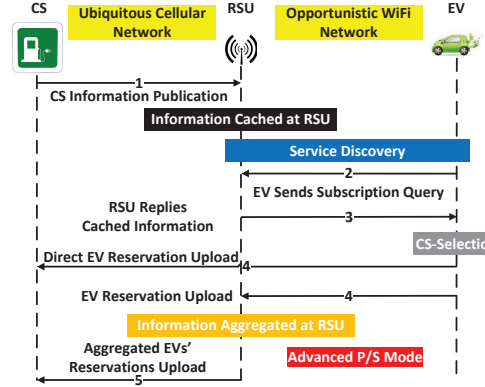 CS
Ubiquitous Cellular
Network
RSU
Opportunistic WiFi
Network
EV
1
CS Information Publication
Information Cached at RSU
Service Discovery
2
EV Sends Subscription Query
RSU Replies
Cached Information
3
CS-Selectio
Direct EV Reservation Upload
4
EV Reservation Upload
4
Information Aggregated at RSU
Aggregated EVs'
Reservations Upload
Advanced P/S Mode
5